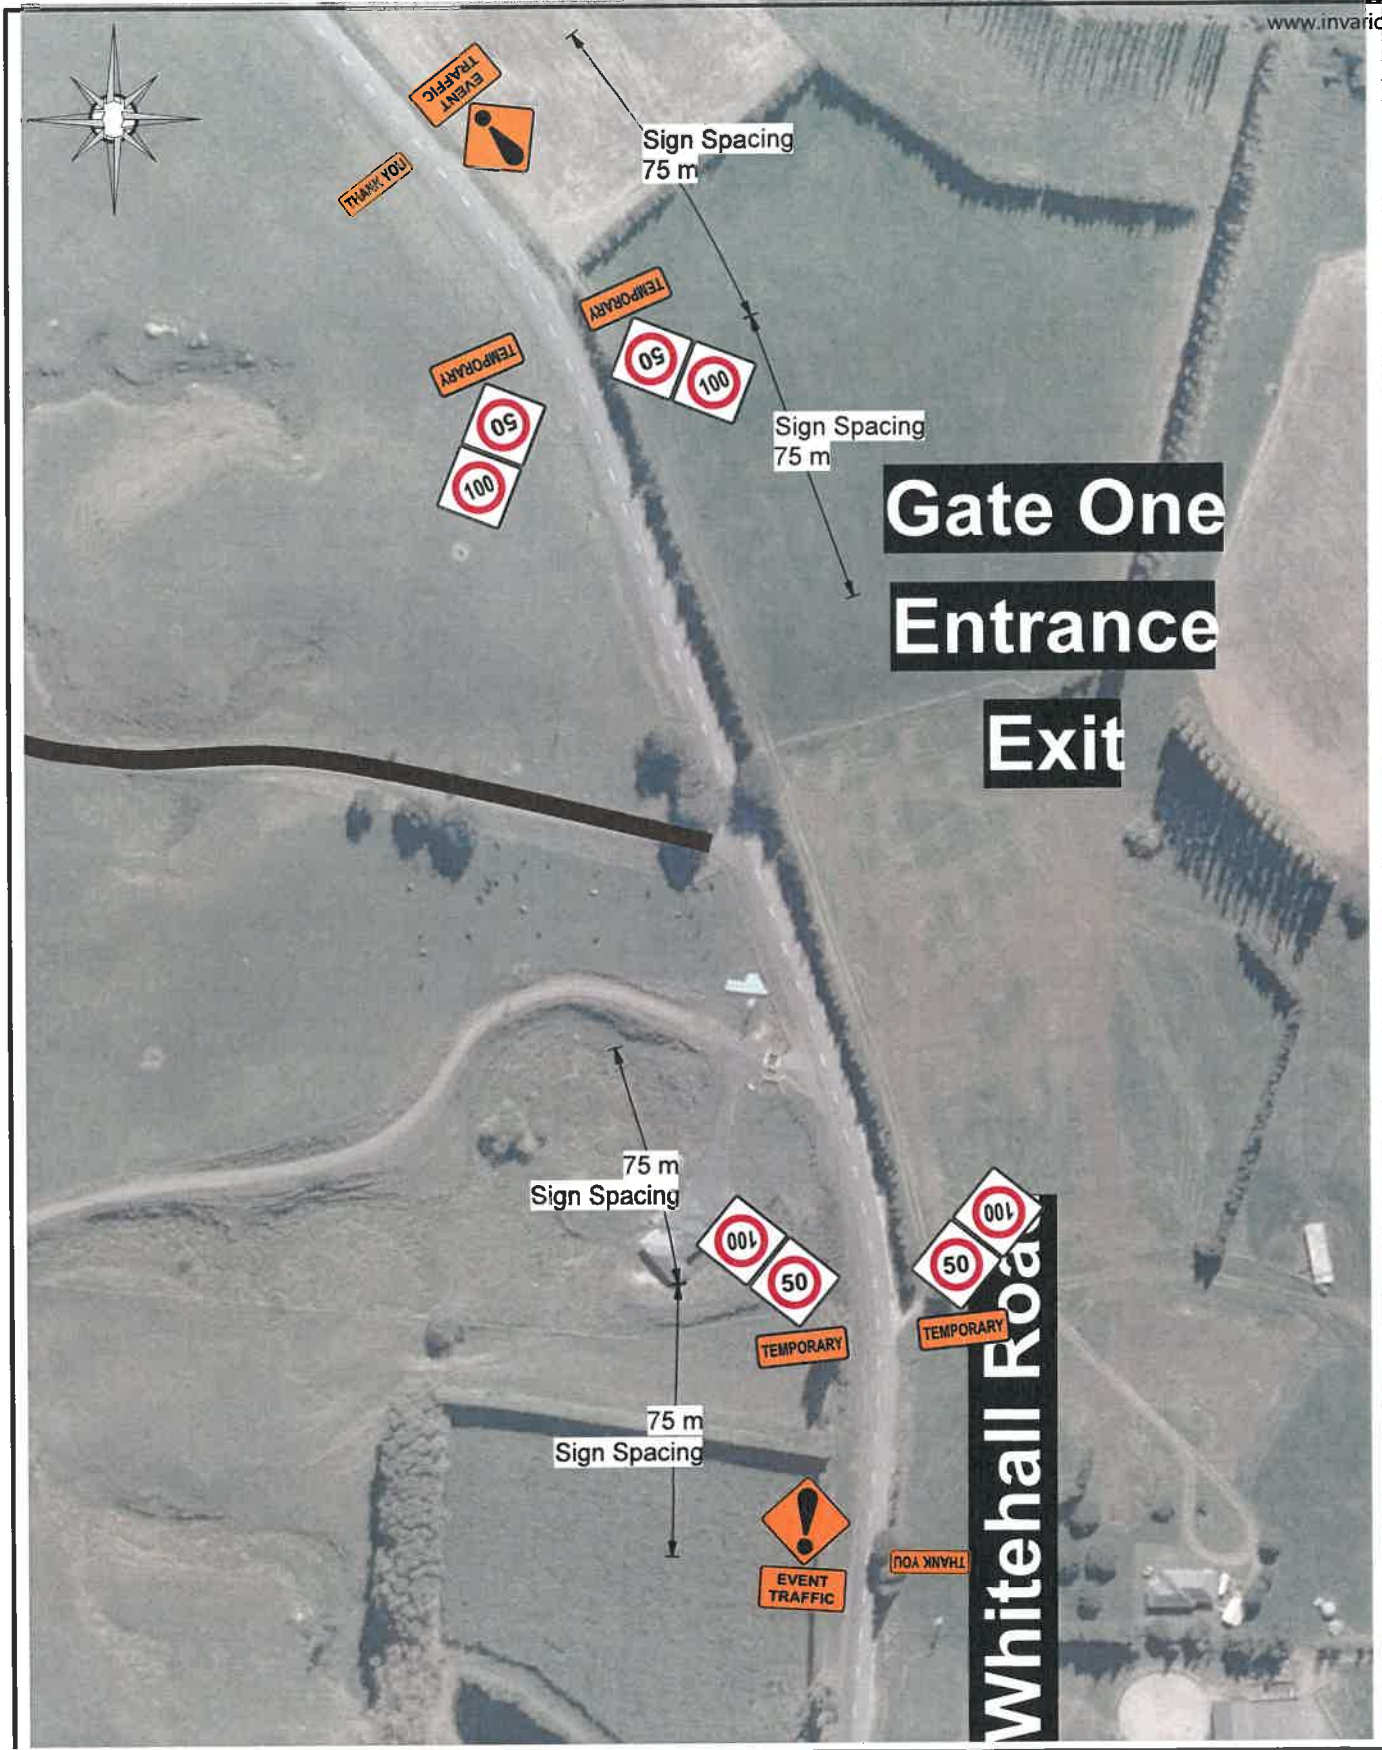 www.invario
EVENT
TRAFFIC
THANK YOU
Sign Spacing
75 m
TEMPORARY
50
100
TEMPORARY
50
100
Sign Spacing
75 m
Gate One
Entrance
Exit
75 m
Sign Spacing
100
50
TEMPORARY
100
50
TEMPORARY
Whitehall Road
75 m
Sign Spacing
EVENT
TRAFFIC
THANK YOU